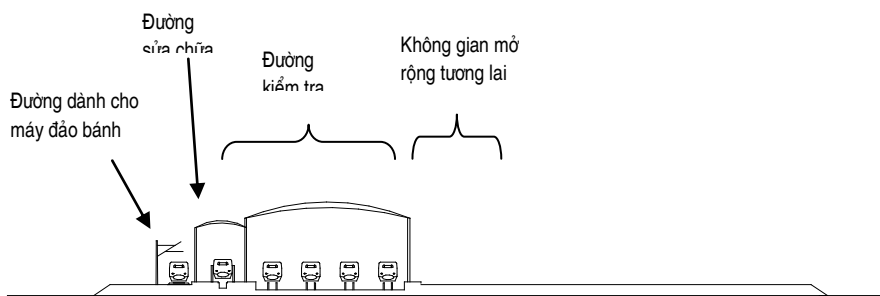 Đường
sửa chữa
Đường
kiểm tra
Không gian mở
rộng tương lai
Đường dành cho
máy đảo bánh